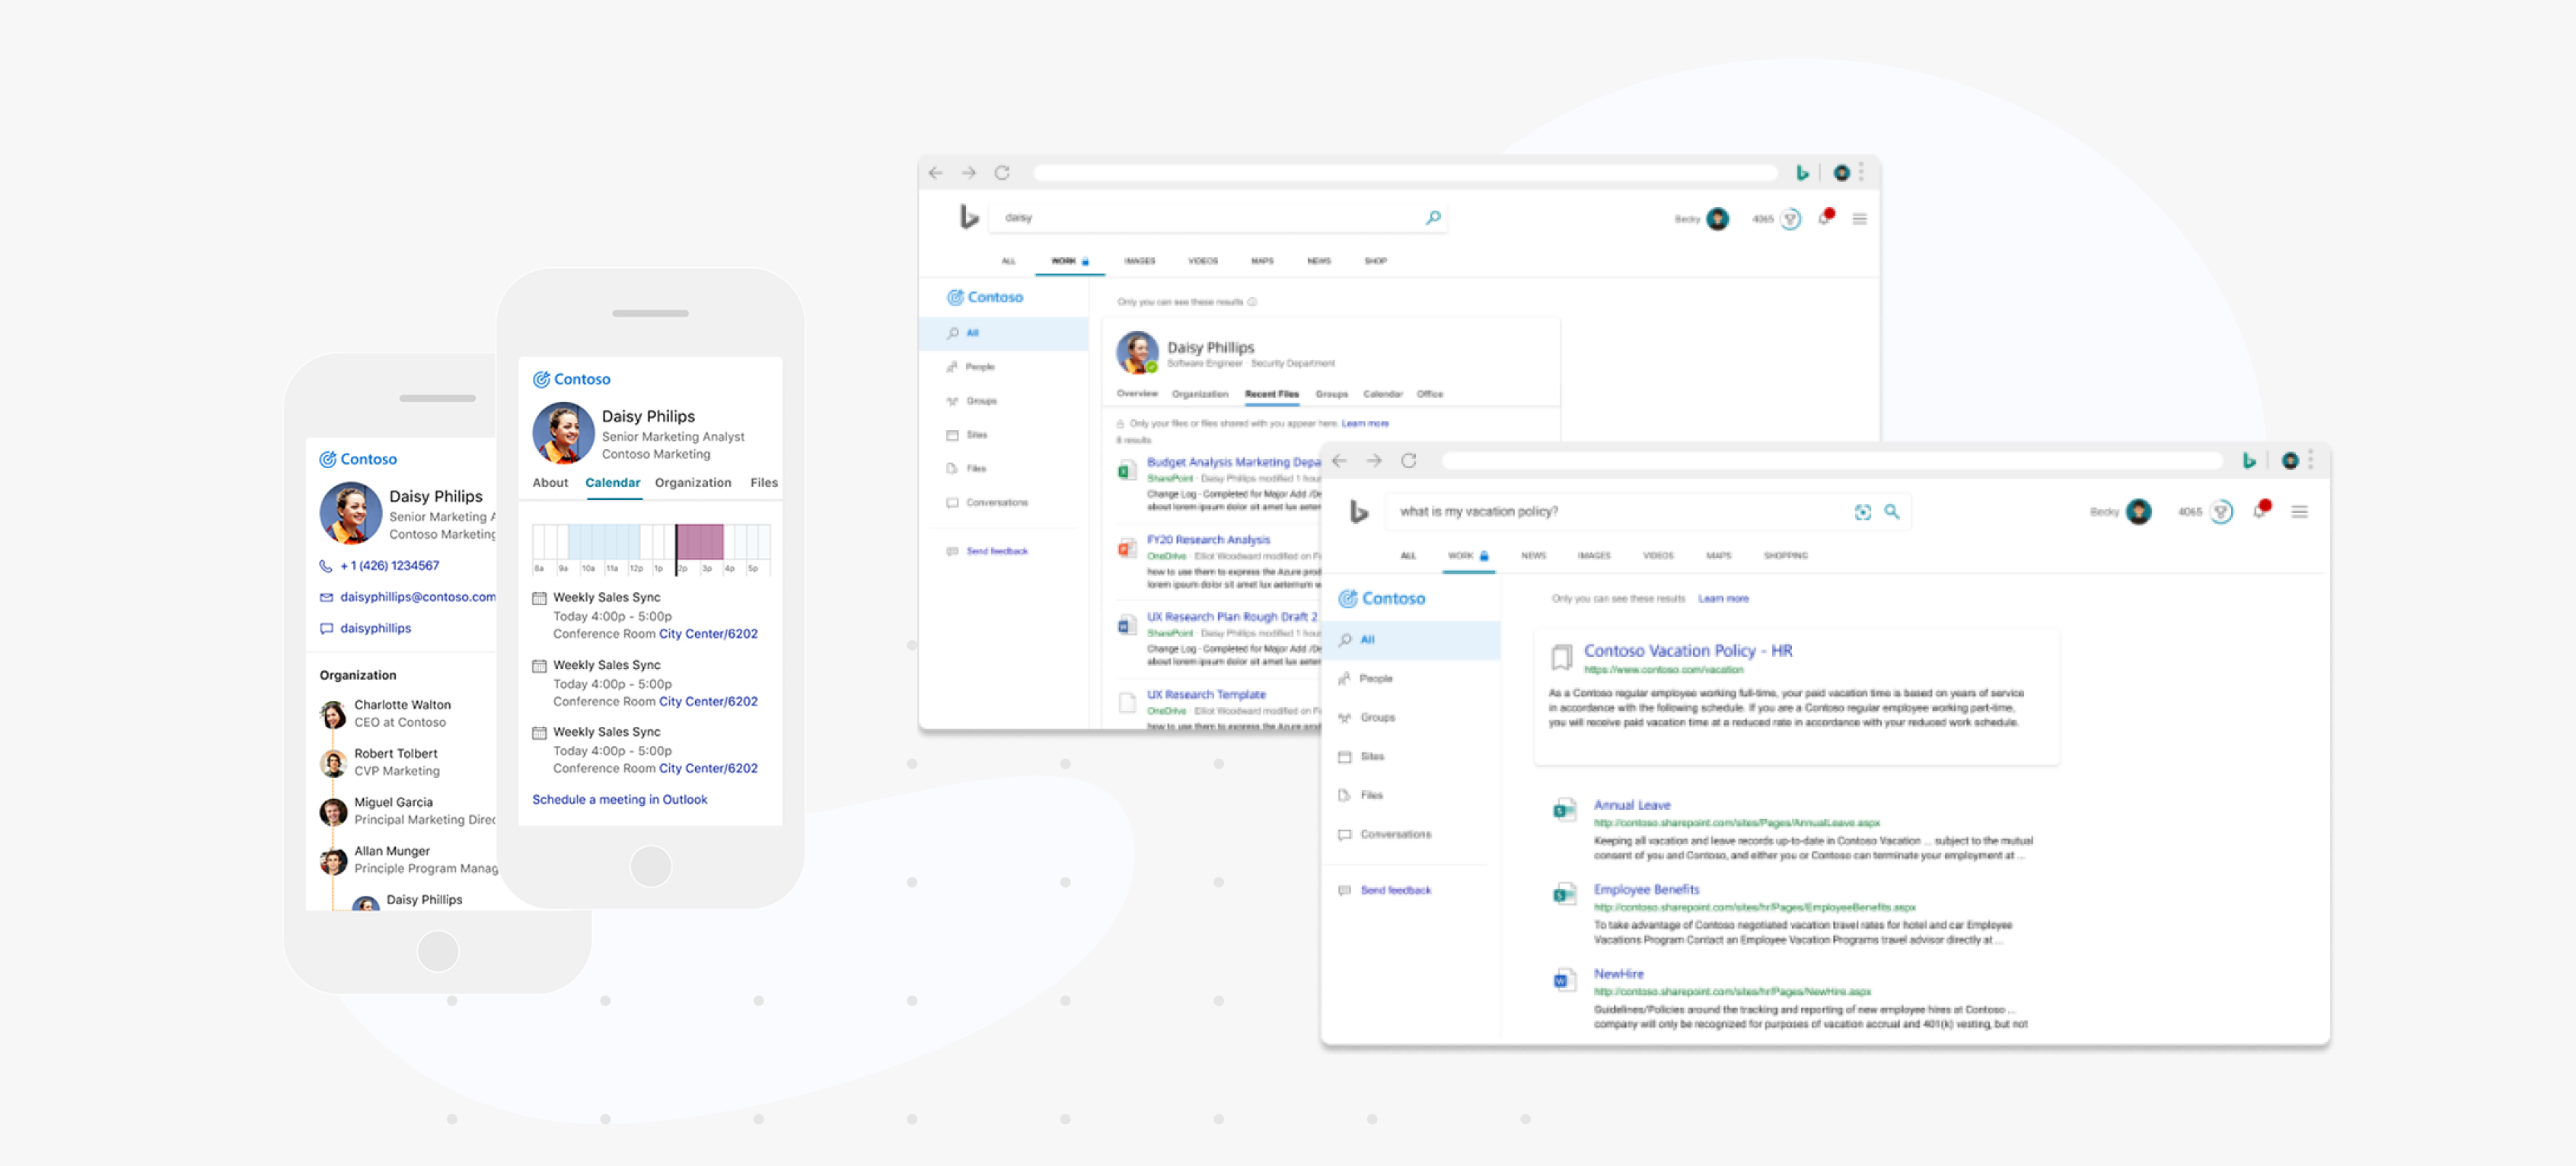 Contoso
Daisy Philips
Senior Marketing A
Contoso Marketing
+ 1 (426) 1234567
daisyphillips@contoso.com
daisyphillips
Organization
Charlotte Walton
CEO at Contoso
Robert Tolbert
CVP Marketing
Miguel Garcia
Principal Marketing Direc
Allan Munger
Principle Program Manag
Daisy Phillips
Contoso
Daisy Philips
Senior Marketing Analyst
Contoso Marketing
About Calendar Organization Files
8a 9a 10a 11a 12p 1p 2p 3p 4p 5p
Weekly Sales Sync
Today 4:00p - 5:00p
Conference Room City Center/6202
Weekly Sales Sync
Today 4:00p - 5:00p
Conference Room City Center/6202
Weekly Sales Sync
Today 4:00p - 5:00p
Conference Room City Center/6202
Schedule a meeting in Outlook
daisy
Becky 4065
ALL WORK IMAGES VIDEOS MAPS NEWS SHOP
Contoso
All
People
Groups
Sites
Files
Conversations
Send feedback
Only you can see these results
Daisy Phillips
Software Engineer · Security Department
Overview Organization Recent Files Groups Calendar Office
Only your files or files shared with you appear here. Learn more
8 results
Budget Analysis Marketing Depa
SharePoint · Daisy Phillips modified 1 hou
Change Log - Completed for Major Add /De
about lorem ipsum dolor sit amet lux aeter
FY20 Research Analysis
OneDrive · Elliot Woodward modified on Fr
how to use them to express the Azure prod
lorem ipsum dolor sit amet lux aeternum w
UX Research Plan Rough Draft 2
SharePoint · Daisy Phillips modified 1 hou
Change Log - Completed for Major Add /De
about lorem ipsum dolor sit amet lux aeter
UX Research Template
OneDrive · Elliot Woodward modified on Fr
how to use them to express the Azure prod
what is my vacation policy?
Becky 4065
ALL WORK NEWS IMAGES VIDEOS MAPS SHOPPING
Contoso
All
People
Groups
Sites
Files
Conversations
Send feedback
Only you can see these results Learn more
Contoso Vacation Policy - HR
https://www.contoso.com/vacation
As a Contoso regular employee working full-time, your paid vacation time is based on years of service
in accordance with the following schedule. If you are a Contoso regular employee working part-time,
you will receive paid vacation time at a reduced rate in accordance with your reduced work schedule.
Annual Leave
http://contoso.sharepoint.com/sites/Pages/AnnualLeave.aspx
Keeping all vacation and leave records up-to-date in Contoso Vacation ... subject to the mutual
consent of you and Contoso, and either you or Contoso can terminate your employment at ...
Employee Benefits
http://contoso.sharepoint.com/sites/hr/Pages/EmployeeBenefits.aspx
To take advantage of Contoso negotiated vacation travel rates for hotel and car Employee
Vacations Program Contact an Employee Vacation Programs travel advisor directly at ...
NewHire
http://contoso.sharepoint.com/sites/hr/Pages/NewHire.aspx
Guidelines/Policies around the tracking and reporting of new employee hires at Contoso ...
company will only be recognized for purposes of vacation accrual and 401(k) vesting, but not